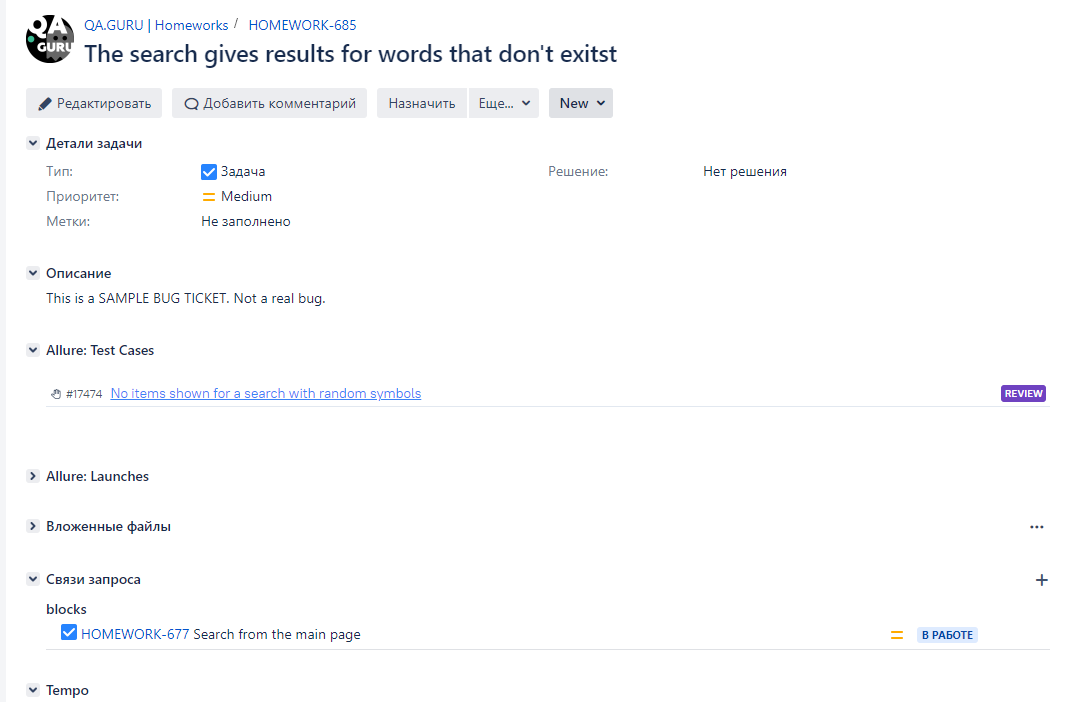 QA
GURU
QA.GURU | Homeworks / HOMEWORK-685
The search gives results for words that don't exitst
Редактировать Добавить комментарий Назначить Еще... New
Детали задачи
Тип: Задача Решение: Нет решения
Приоритет: Medium
Метки: Не заполнено
Описание
This is a SAMPLE BUG TICKET. Not a real bug.
Allure: Test Cases
#17474 No items shown for a search with random symbols REVIEW
Allure: Launches
Вложенные файлы
Связи запроса
blocks
HOMEWORK-677 Search from the main page В РАБОТЕ
Tempo